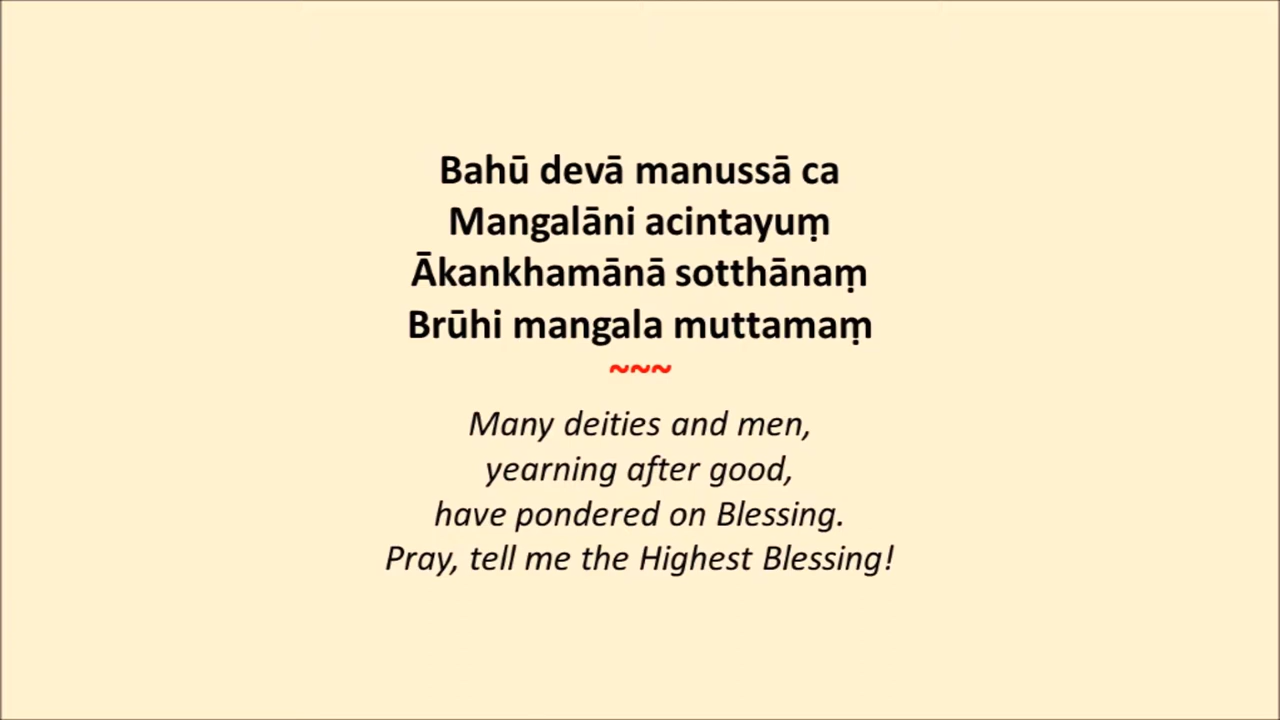 Bahū devā manussā ca
Mangalāni acintayuṃ
Ākankhamānā sotthānaṃ
Brūhi mangala muttamaṃ
~~~
Many deities and men,
yearning after good,
have pondered on Blessing.
Pray, tell me the Highest Blessing!